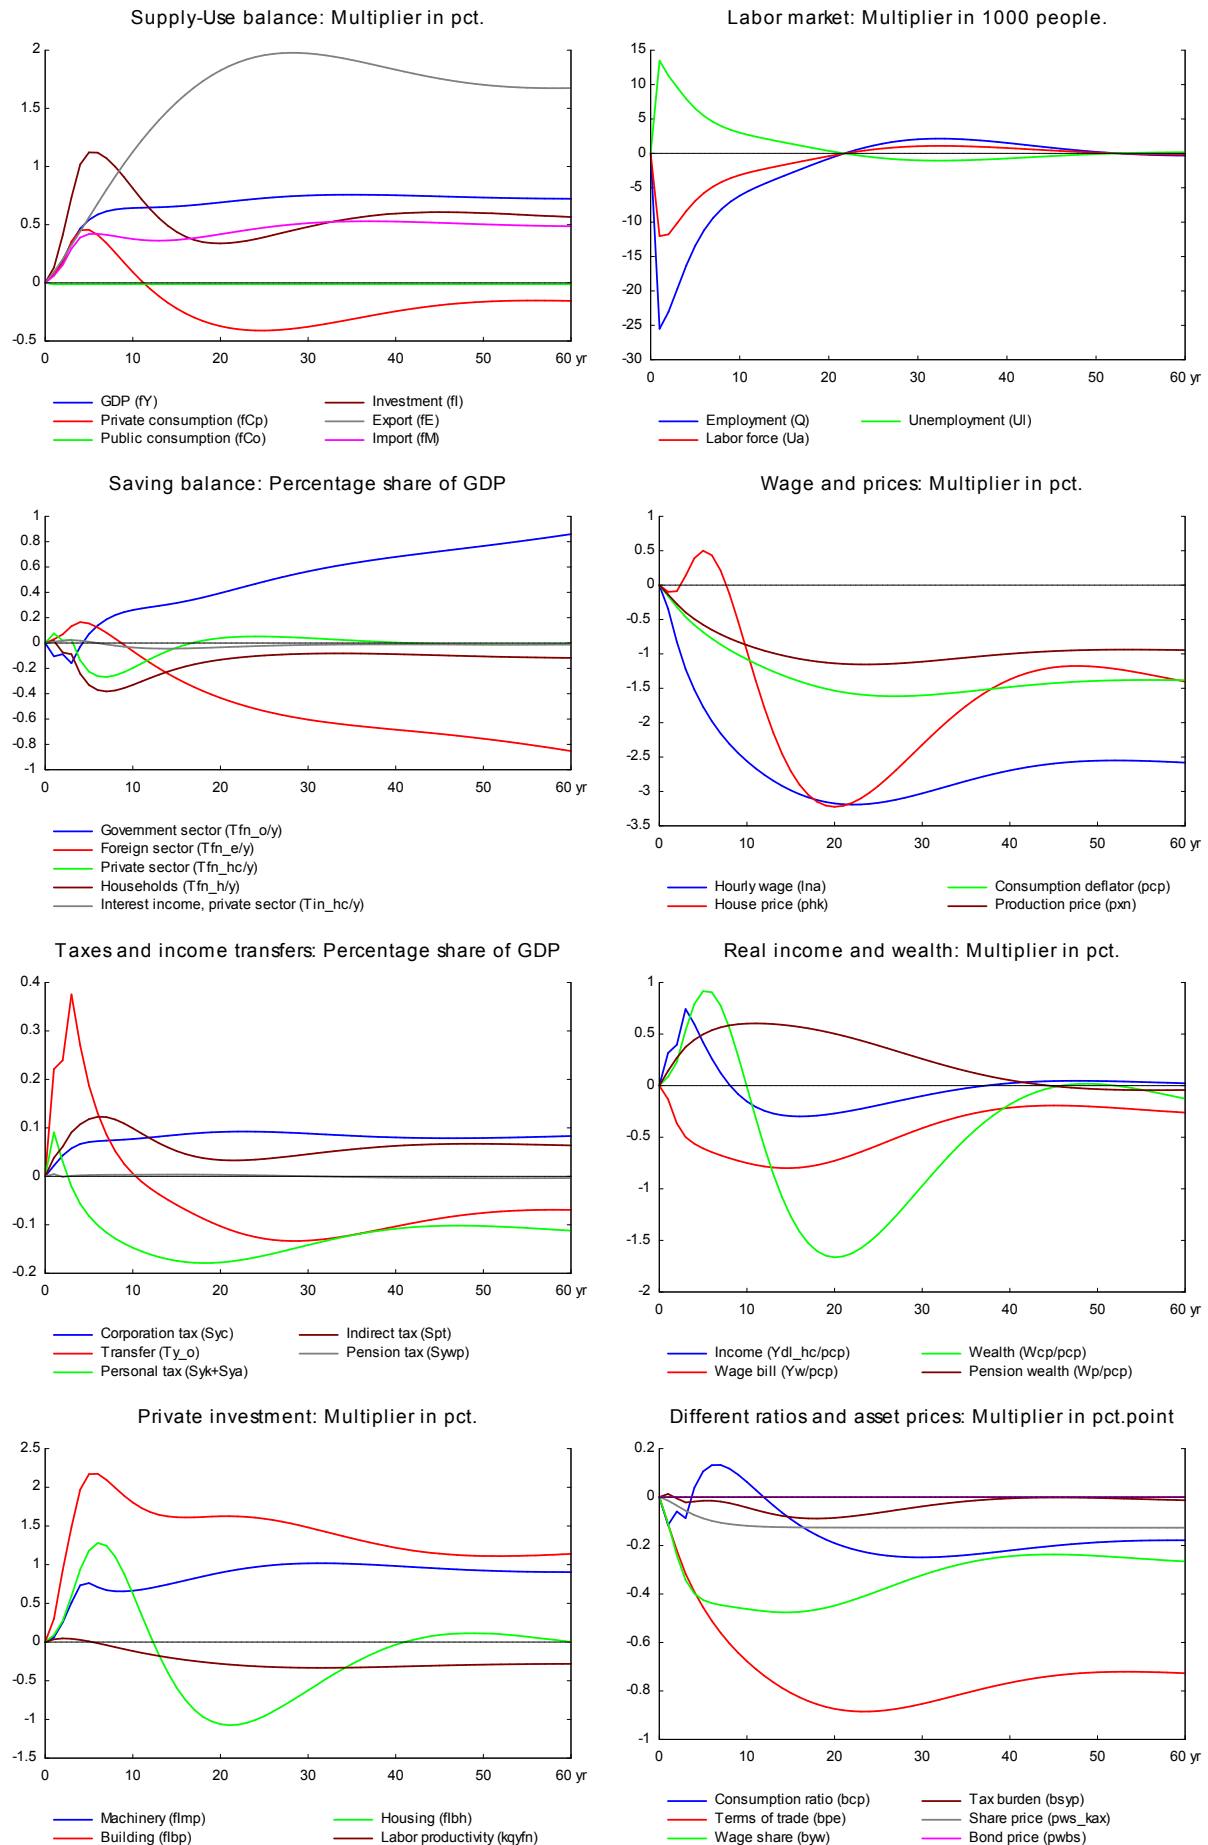 Supply-Use balance: Multiplier in pct.
2
1.5
1
0.5
0
-0.5
0 10 20 30 40 50 60 yr
GDP (fY)
Private consumption (fCp)
Public consumption (fCo)
Investment (fI)
Export (fE)
Import (fM)
Labor market: Multiplier in 1000 people.
15
10
5
0
-5
-10
-15
-20
-25
-30
0 10 20 30 40 50 60 yr
Employment (Q)
Labor force (Ua)
Unemployment (Ul)
Saving balance: Percentage share of GDP
1
0.8
0.6
0.4
0.2
0
-0.2
-0.4
-0.6
-0.8
-1
0 10 20 30 40 50 60 yr
Government sector (Tfn_o/y)
Foreign sector (Tfn_e/y)
Private sector (Tfn_hc/y)
Households (Tfn_h/y)
Interest income, private sector (Tin_hc/y)
Wage and prices: Multiplier in pct.
1
0.5
0
-0.5
-1
-1.5
-2
-2.5
-3
-3.5
0 10 20 30 40 50 60 yr
Hourly wage (lna)
House price (phk)
Consumption deflator (pcp)
Production price (pxn)
Taxes and income transfers: Percentage share of GDP
0.4
0.3
0.2
0.1
0
-0.1
-0.2
0 10 20 30 40 50 60 yr
Corporation tax (Syc)
Transfer (Ty_o)
Personal tax (Syk+Sya)
Indirect tax (Spt)
Pension tax (Sywp)
Real income and wealth: Multiplier in pct.
1
0.5
0
-0.5
-1
-1.5
-2
0 10 20 30 40 50 60 yr
Income (Ydl_hc/pcp)
Wage bill (Yw/pcp)
Wealth (Wcp/pcp)
Pension wealth (Wp/pcp)
Private investment: Multiplier in pct.
2.5
2
1.5
1
0.5
0
-0.5
-1
-1.5
0 10 20 30 40 50 60 yr
Machinery (fImp)
Building (fIbp)
Housing (fIbh)
Labor productivity (kqyfn)
Different ratios and asset prices: Multiplier in pct.point
0.2
0
-0.2
-0.4
-0.6
-0.8
-1
0 10 20 30 40 50 60 yr
Consumption ratio (bcp)
Terms of trade (bpe)
Wage share (byw)
Tax burden (bsyp)
Share price (pws_kax)
Bond price (pwbs)